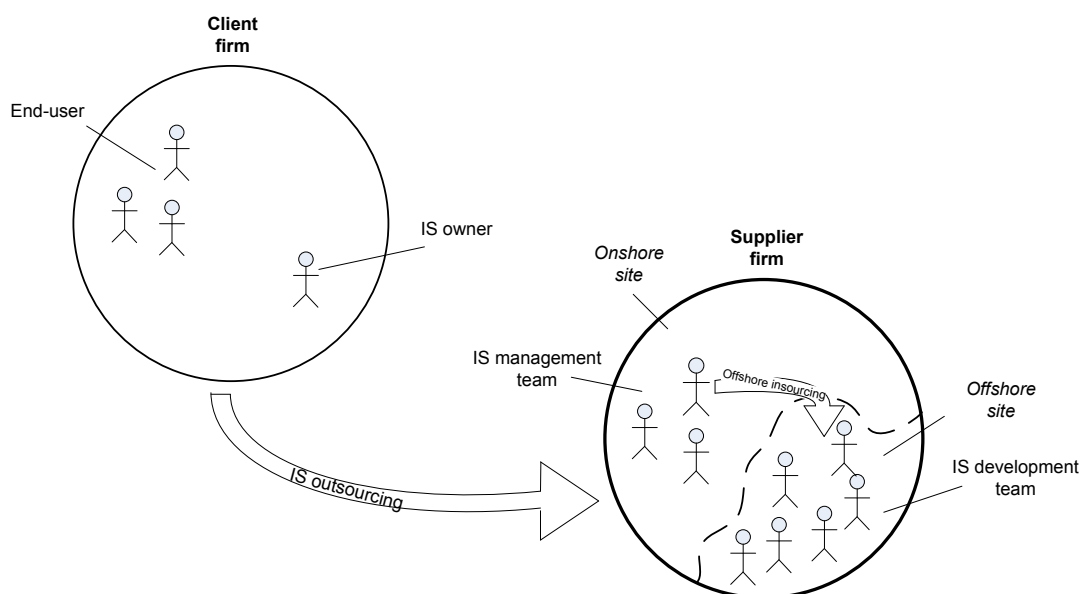 Client
firm
End-user
IS owner
Supplier
firm
Onshore
site
IS management
team
Offshore insourcing
Offshore
site
IS development
team
IS outsourcing